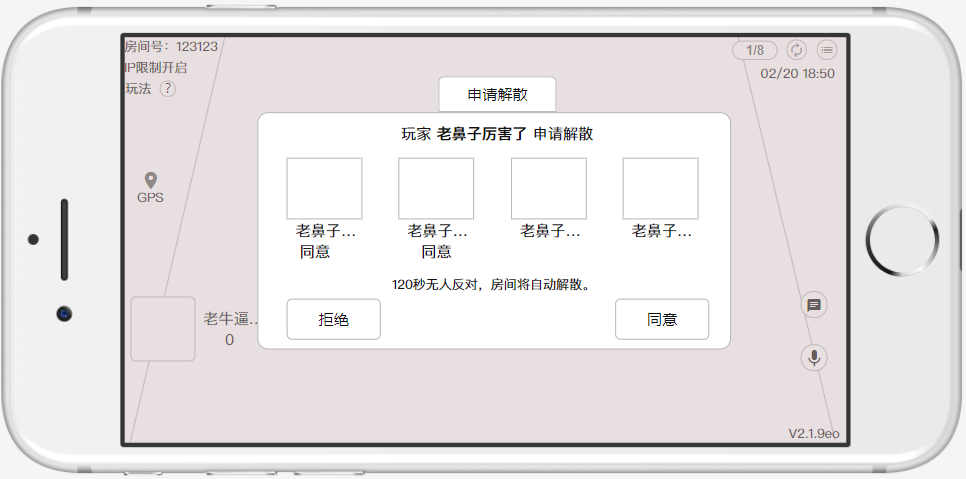 房间号：123123
1/8
IP限制开启
02/20 18:50
玩法 ?
申请解散
玩家 老鼻子厉害了 申请解散
GPS
老鼻子... 老鼻子... 老鼻子... 老鼻子...
同意 同意
120秒无人反对，房间将自动解散。
老牛逼...
0
拒绝 同意
V2.1.9eo